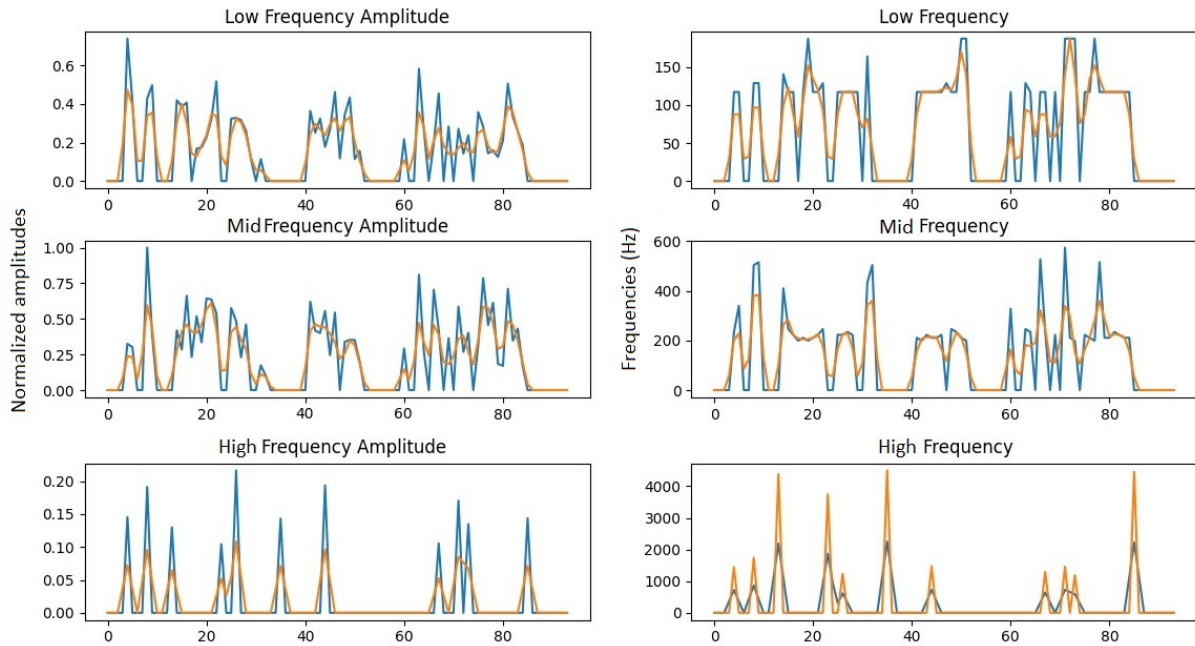 Low Frequency Amplitude
0.6
0.4
0.2
0.0
0 20 40 60 80
Low Frequency
150
100
50
0
0 20 40 60 80
Normalized amplitudes
Mid Frequency Amplitude
1.00
0.75
0.50
0.25
0.00
0 20 40 60 80
Frequencies (Hz)
Mid Frequency
600
400
200
0
0 20 40 60 80
High Frequency Amplitude
0.20
0.15
0.10
0.05
0.00
0 20 40 60 80
High Frequency
4000
3000
2000
1000
0
0 20 40 60 80